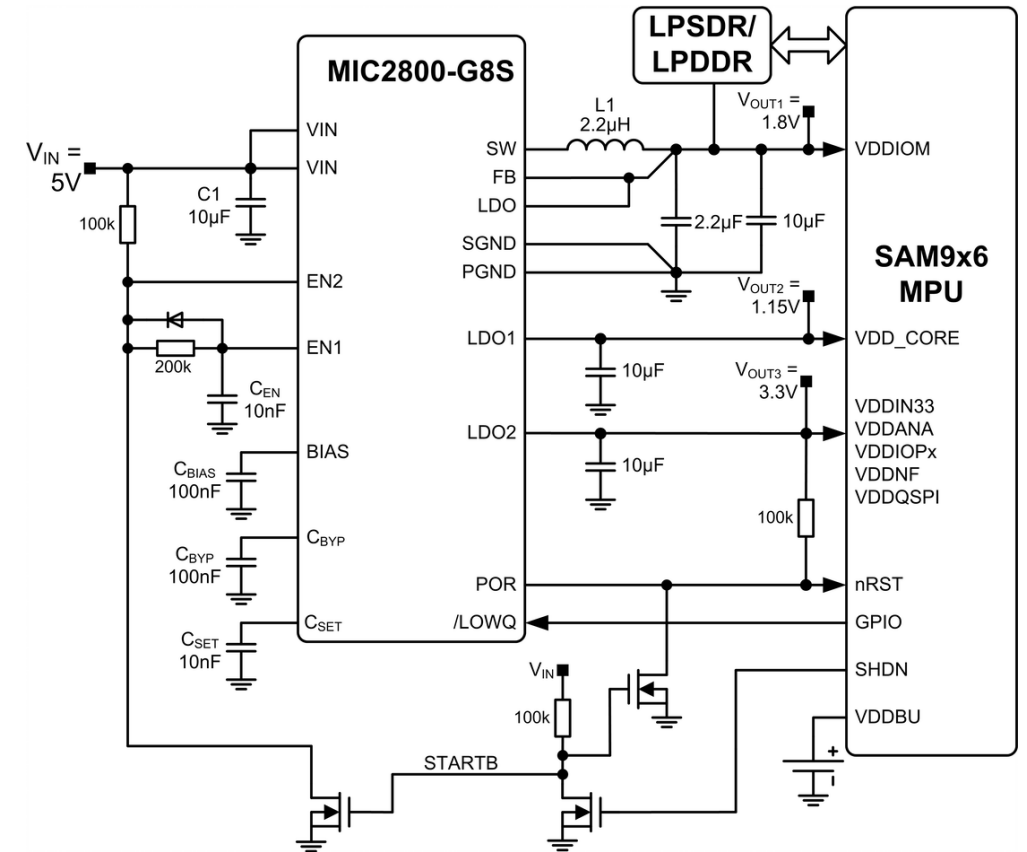 LPSDR/
LPDDR
MIC2800-G8S
SAM9x6
MPU
V_IN =
5V
100k
C1
10µF
200k
C_EN
10nF
C_BIAS
100nF
C_BYP
100nF
C_SET
10nF
VIN
VIN
EN2
EN1
BIAS
C_BYP
C_SET
SW
FB
LDO
SGND
PGND
LDO1
LDO2
POR
/LOWQ
L1
2.2µH
V_OUT1 =
1.8V
2.2µF
10µF
V_OUT2 =
1.15V
10µF
V_OUT3 =
3.3V
10µF
100k
VDDIOM
VDD_CORE
VDDIN33
VDDANA
VDDIOPx
VDDNF
VDDQSPI
nRST
GPIO
SHDN
VDDBU
V_IN
100k
STARTB
+
-